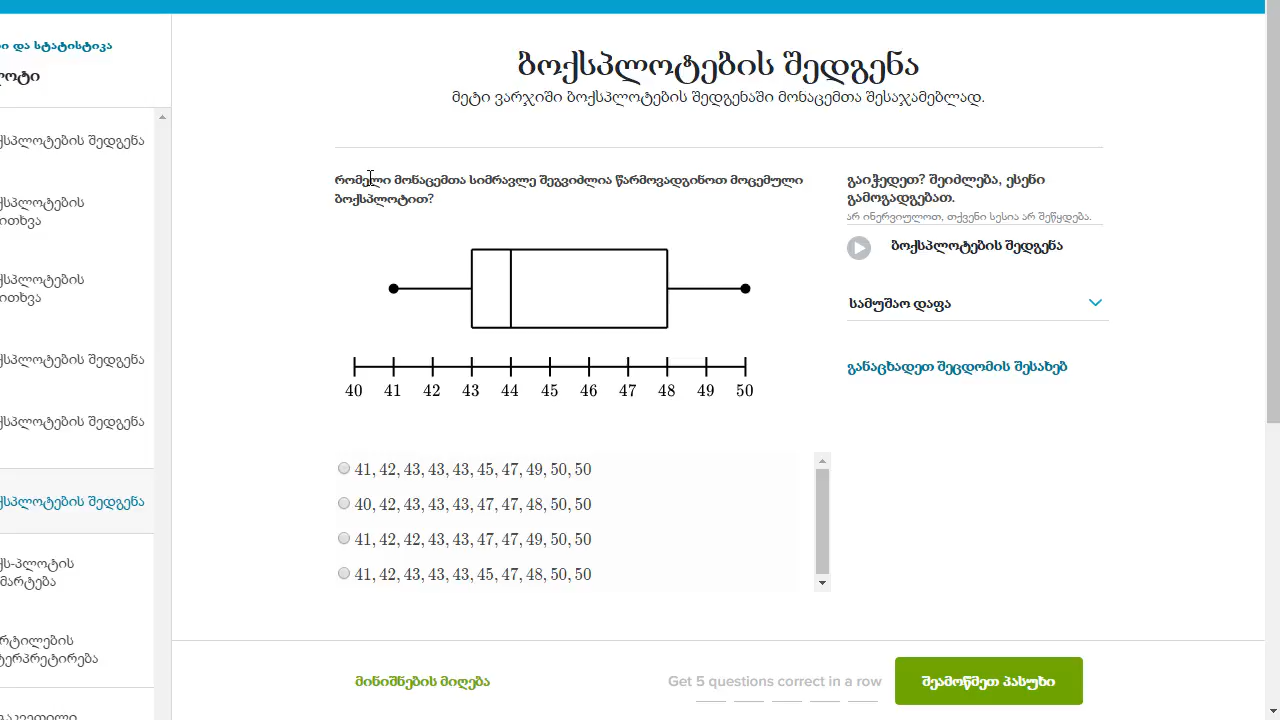 ი და სტატისტიკა
ლოტი
ქსპლოტების შედგენა
ქსპლოტების
ითხვა
ქსპლოტების
ითხვა
ქსპლოტების შედგენა
ქსპლოტების შედგენა
ქსპლოტების შედგენა
ქს-პლოტის
მარტება
რტილების
ტერპრეტირება
ბოქსპლოტების შედგენა
მეტი ვარჯიში ბოქსპლოტების შედგენაში მონაცემთა შესაჯამებლად.
რომელი მონაცემთა სიმრავლე შეგვიძლია წარმოვადგინოთ მოცემული
ბოქსპლოტით?
40 41 42 43 44 45 46 47 48 49 50
41, 42, 43, 43, 43, 45, 47, 49, 50, 50
40, 42, 43, 43, 43, 47, 47, 48, 50, 50
41, 42, 42, 43, 43, 47, 47, 49, 50, 50
41, 42, 43, 43, 43, 45, 47, 48, 50, 50
გაიჭედეთ? შეიძლება, ესენი
გამოგადგებათ.
არ ინერვიულოთ, თქვენი სესია არ შეწყდება.
ბოქსპლოტების შედგენა
სამუშაო დაფა
განაცხადეთ შეცდომის შესახებ
მინიშნების მიღება
Get 5 questions correct in a row
შეამოწმეთ პასუხი